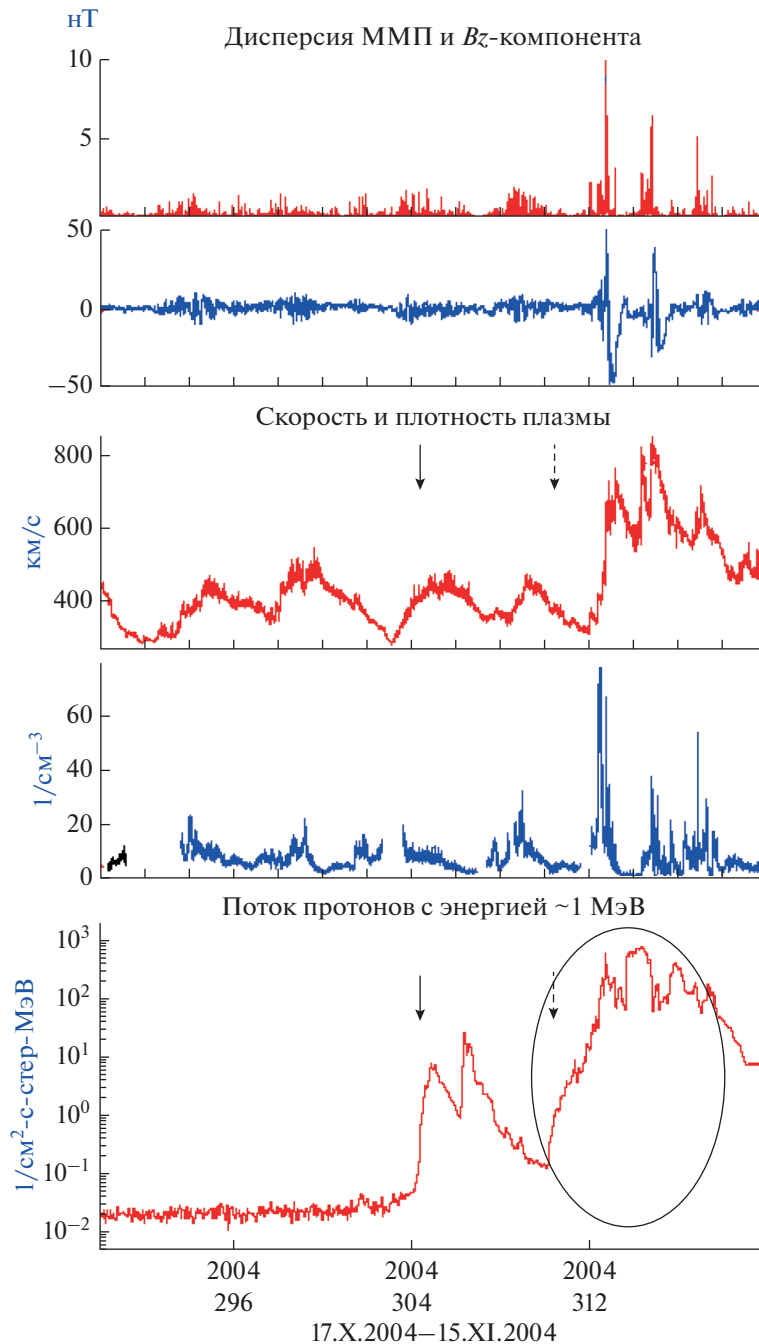 нТ
Дисперсия ММП и Bz-компонента
10
5
50
0
−50
Скорость и плотность плазмы
км/с
800
600
400
1/см⁻³
60
40
20
0
Поток протонов с энергией ~1 МэВ
1/см²-с-стер-МэВ
10³
10²
10¹
10⁰
10⁻¹
10⁻²
2004 2004 2004
296 304 312
17.X.2004−15.XI.2004